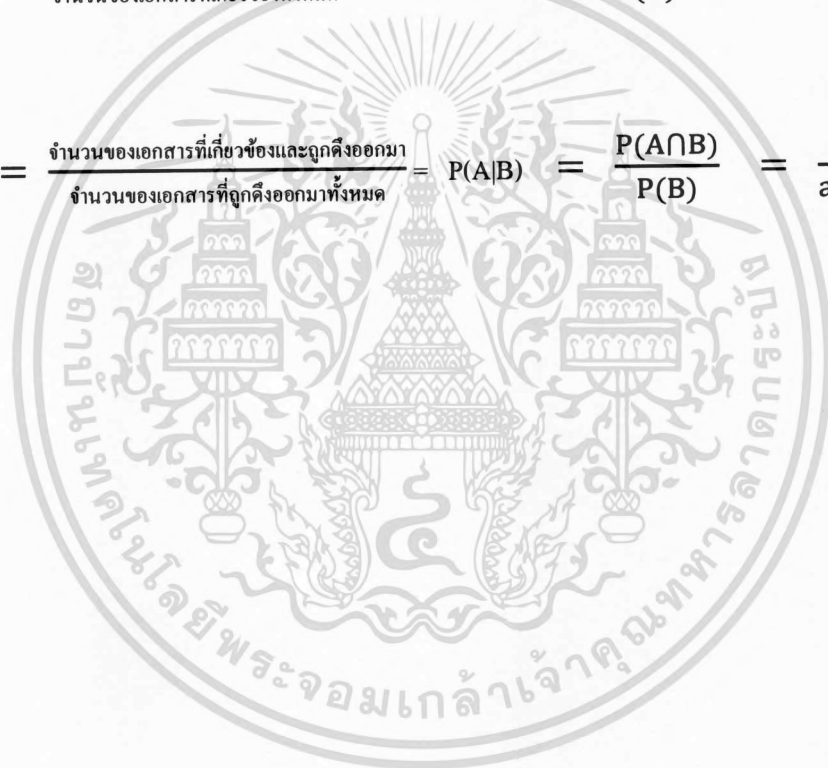 = จำนวนของเอกสารที่เกี่ยวข้องและถูกดึงออกมา / จำนวนของเอกสารที่ถูกดึงออกมาทั้งหมด = P(A|B) = P(A∩B) / P(B) =
สถาบันเทคโนโลยีพระจอมเกล้าเจ้าคุณทหารลาดกระบัง